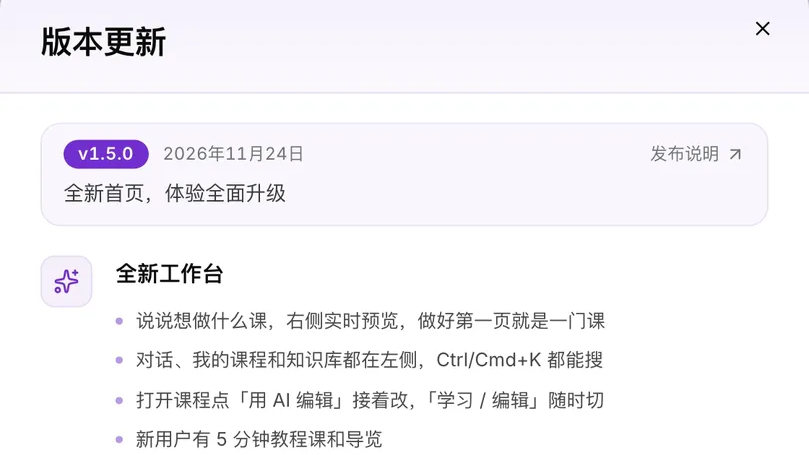 版本更新
v1.5.0 2026年11月24日 发布说明
全新首页，体验全面升级
全新工作台
说说想做什么课，右侧实时预览，做好第一页就是一门课
对话、我的课程和知识库都在左侧，Ctrl/Cmd+K 都能搜
打开课程点「用 AI 编辑」接着改，「学习 / 编辑」随时切
新用户有 5 分钟教程课和导览